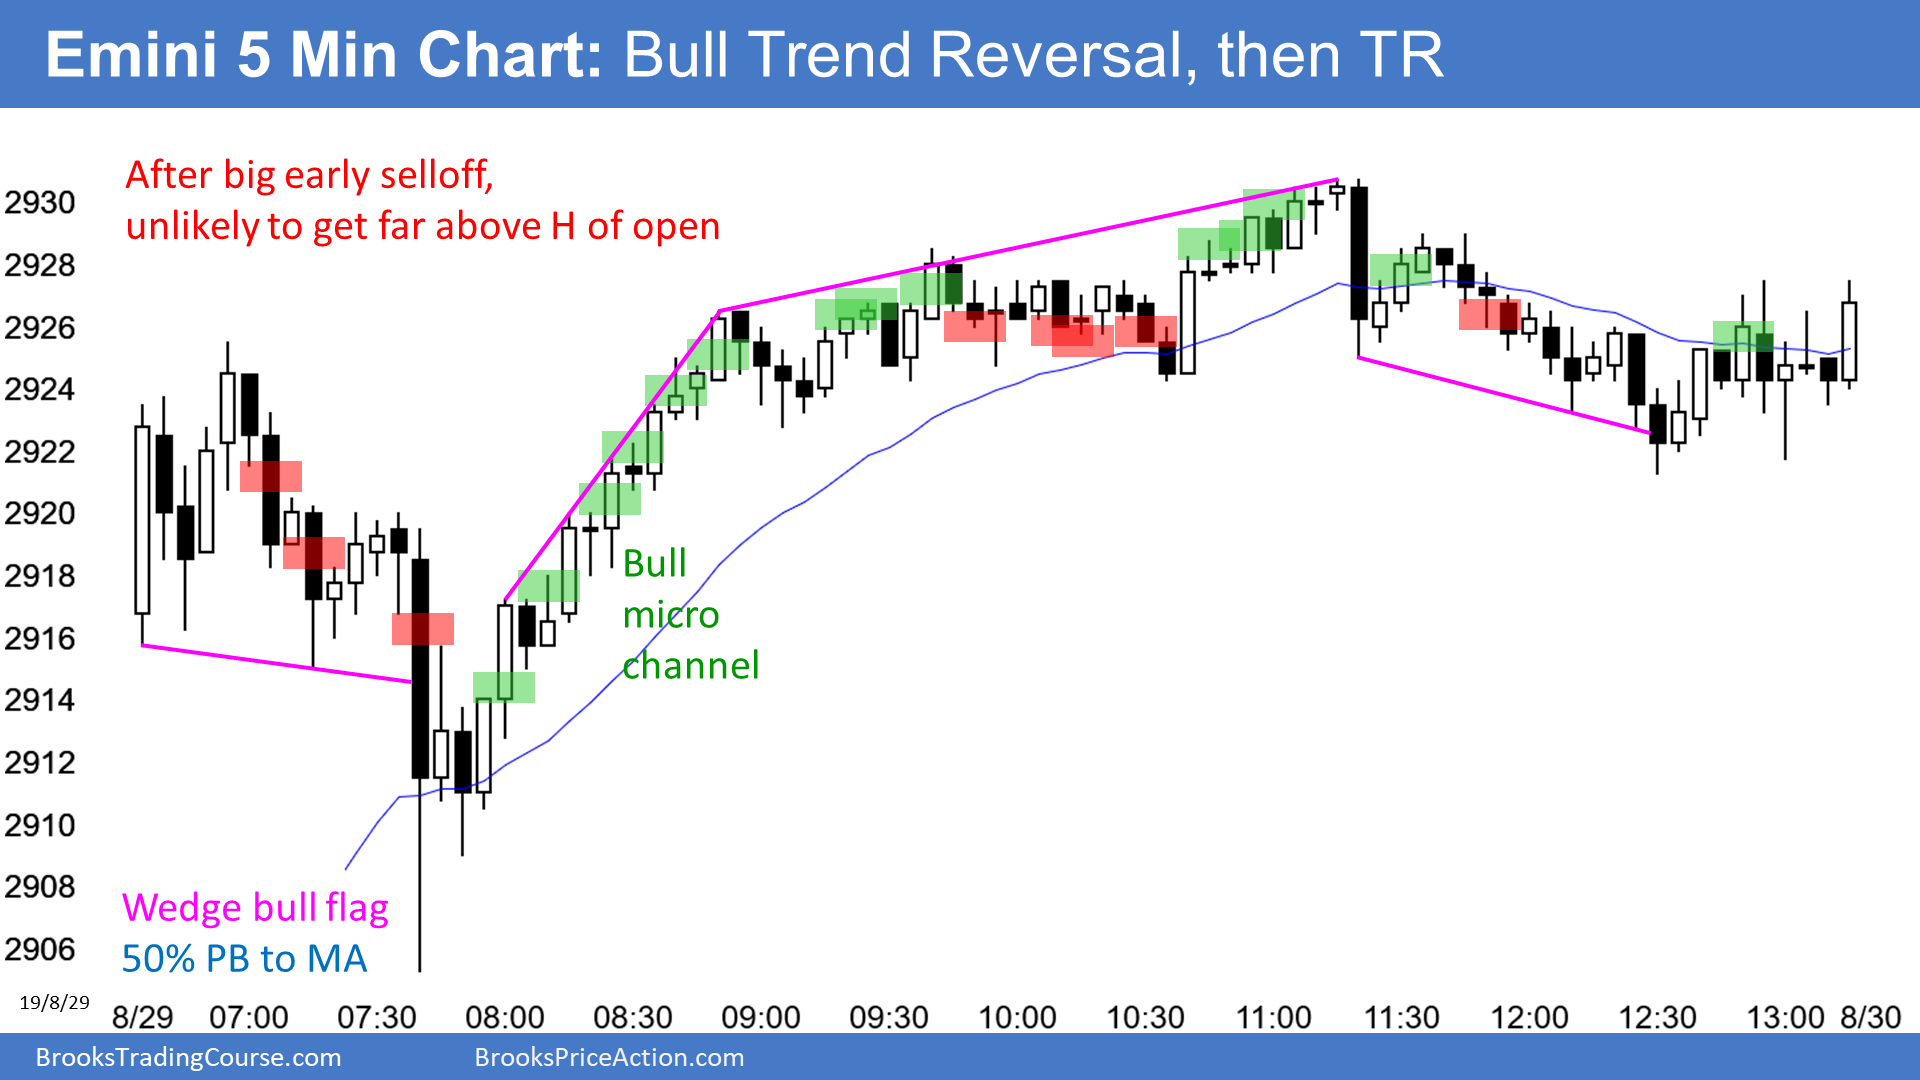 Emini 5 Min Chart: Bull Trend Reversal, then TR
After big early selloff,
unlikely to get far above H of open
2930
2928
2926
2924
2922
2920
2918
2916
2914
2912
2910
2908
2906
Bull
micro
channel
Wedge bull flag
50% PB to MA
19/8/29
8/29 07:00 07:30 08:00 08:30 09:00 09:30 10:00 10:30 11:00 11:30 12:00 12:30 13:00 8/30
BrooksTradingCourse.com BrooksPriceAction.com